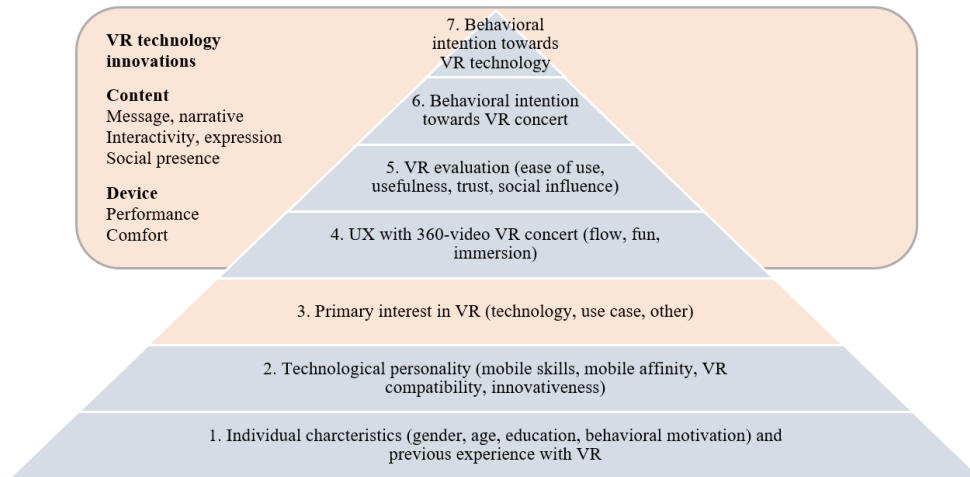 VR technology
innovations
Content
Message, narrative
Interactivity, expression
Social presence
Device
Performance
Comfort
7. Behavioral
intention towards
VR technology
6. Behavioral intention
towards VR concert
5. VR evaluation (ease of use,
usefulness, trust, social influence)
4. UX with 360-video VR concert (flow, fun,
immersion)
3. Primary interest in VR (technology, use case, other)
2. Technological personality (mobile skills, mobile affinity, VR
compatibility, innovativeness)
1. Individual charcteristics (gender, age, education, behavioral motivation) and
previous experience with VR